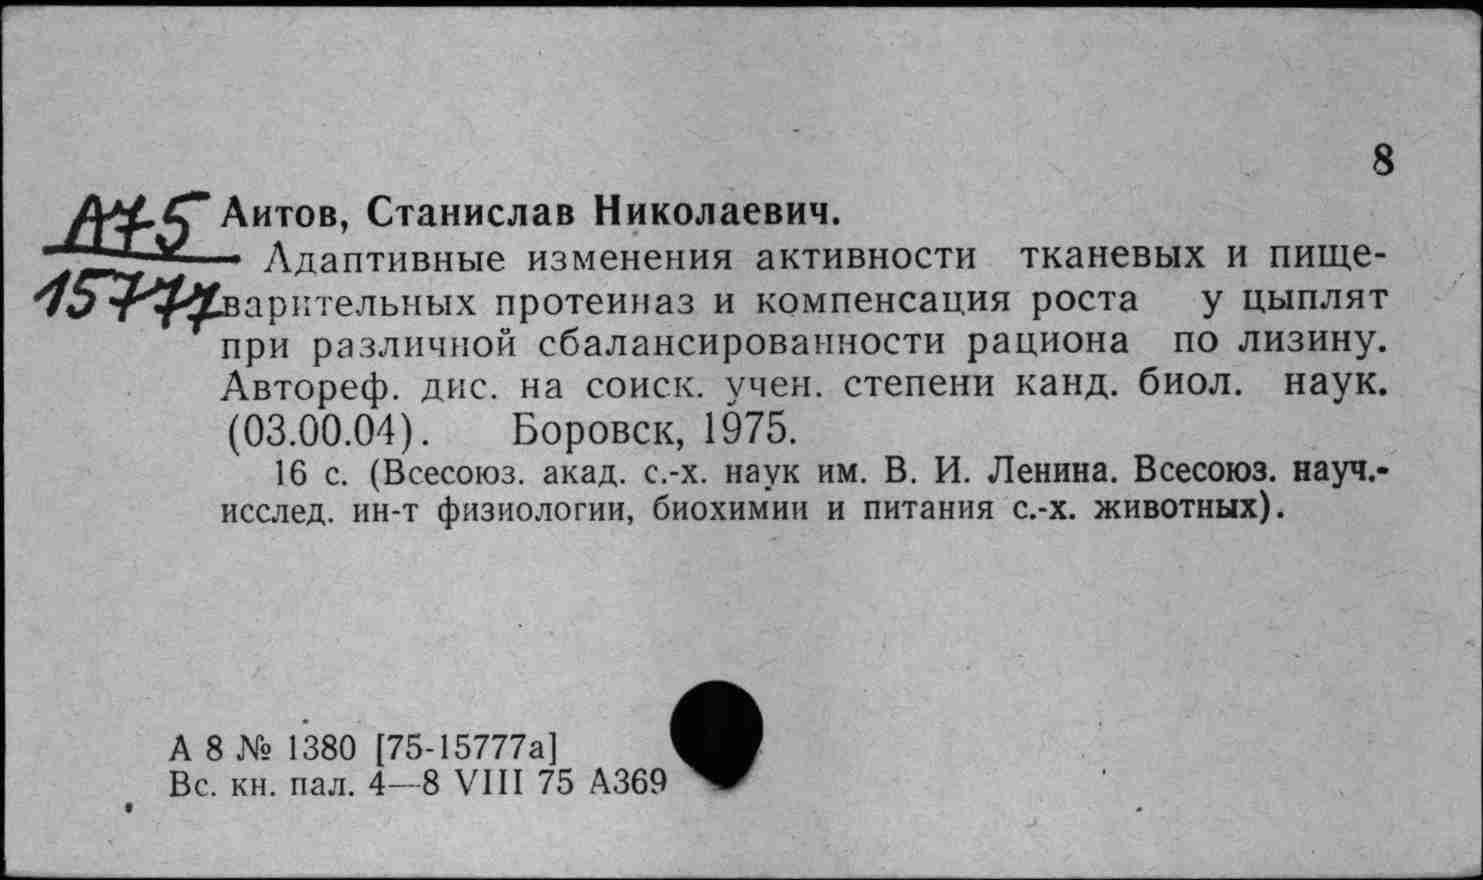 8
А75 Аитов, Станислав Николаевич.
15777 Адаптивные изменения активности тканевых и пище-
варительных протеиназ и компенсация роста у цыплят
при различной сбалансированности рациона по лизину.
Автореф. дис. на соиск. учен. степени канд. биол. наук.
(03.00.04). Боровск, 1975.
16 с. (Всесоюз. акад. с.-х. наук им. В. И. Ленина. Всесоюз. науч.-
исслед. ин-т физиологии, биохимии и питания с.-х. животных).
А 8 № 1380 [75-15777а]
Вс. кн. пал. 4—8 VIII 75 А369